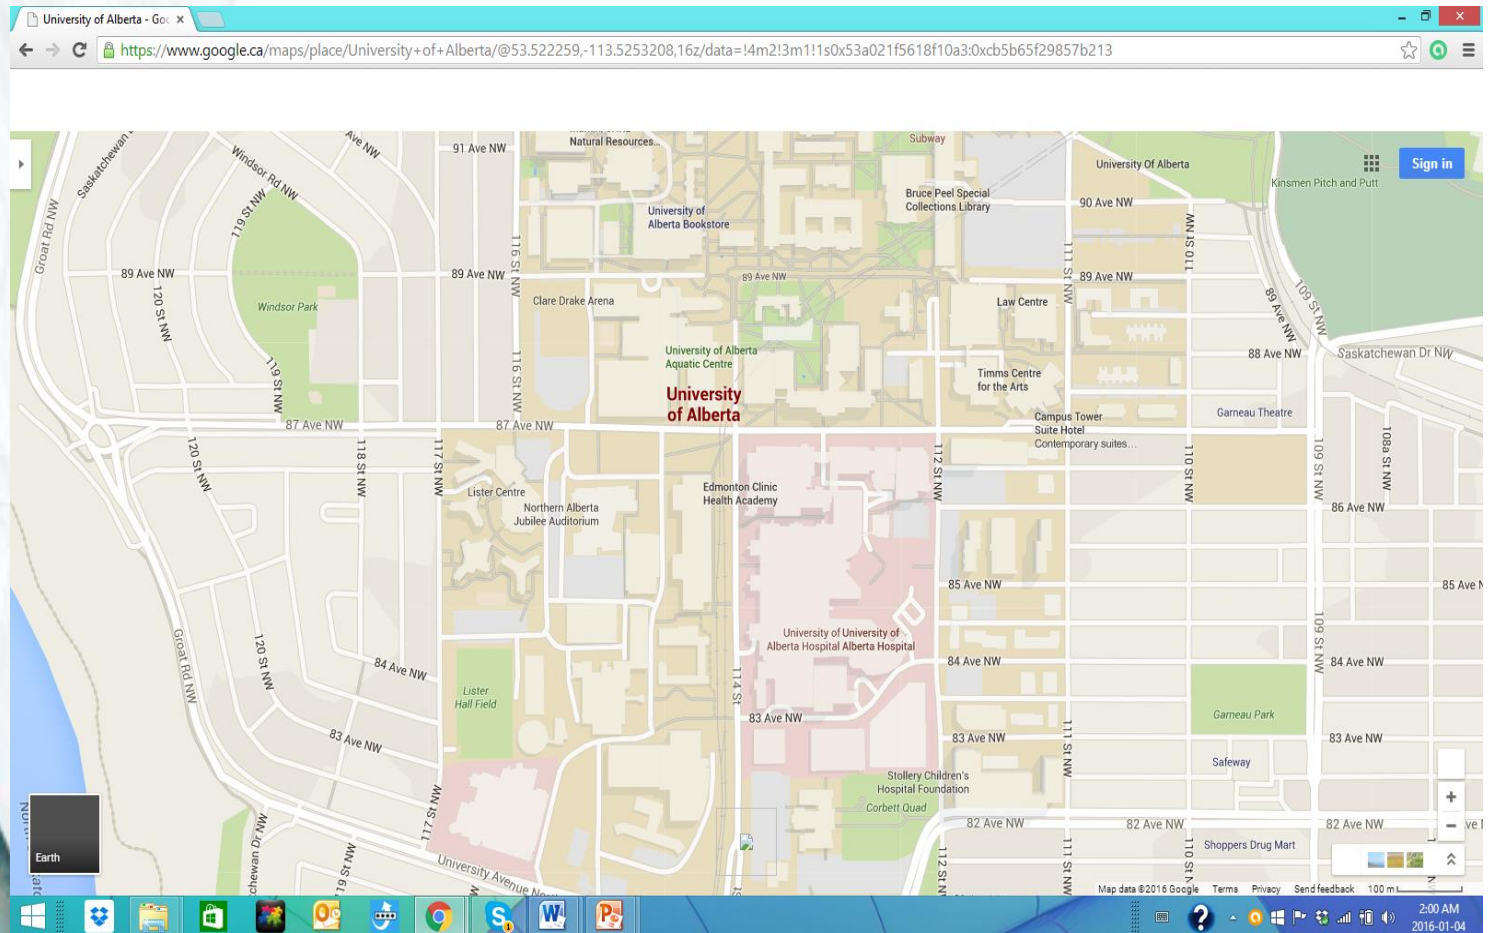 University of Alberta - Goo
https://www.google.ca/maps/place/University+of+Alberta/@53.522259,-113.5253208,16z/data=!4m2!3m1!1s0x53a021f5618f10a3:0xcb5b65f29857b213
Saskatchewan
Windsor Rd NW
Ave NW
91 Ave NW
Natural Resources...
Subway
University Of Alberta
Sign in
Kinsmen Pitch and Putt
Groat Rd NW
119 St NW
116 St NW
University of
Alberta Bookstore
Bruce Peel Special
Collections Library
90 Ave NW
110 St NW
111 St NW
89 Ave NW
120 St NW
89 Ave NW
89 Ave NW
89 Ave NW
89 Ave NW
109 St NW
Windsor Park
Clare Drake Arena
Law Centre
116 St NW
119 St NW
University of Alberta
Aquatic Centre
88 Ave NW
Saskatchewan Dr NW
Timms Centre
for the Arts
University
of Alberta
87 Ave NW
87 Ave NW
Campus Tower
Suite Hotel
Contemporary suites...
Garneau Theatre
120 St NW
118 St NW
117 St NW
112 St NW
110 St NW
109 St NW
108a St NW
Lister Centre
Northern Alberta
Jubilee Auditorium
Edmonton Clinic
Health Academy
86 Ave NW
85 Ave NW
85 Ave N
Groat Rd NW
120 St NW
84 Ave NW
University of University of
Alberta Hospital Alberta Hospital
84 Ave NW
109 St NW
84 Ave NW
Lister
Hall Field
114 St
83 Ave NW
83 Ave NW
83 Ave NW
111 St NW
Garneau Park
83 Ave NW
Safeway
Stollery Children's
Hospital Foundation
Corbett Quad
117 St NW
82 Ave NW
82 Ave NW
82 Ave NW
Earth
119 St NW
University Avenue
112 St NW
111 St NW
110 St NW
Shoppers Drug Mart
Map data ©2016 Google Terms Privacy Send feedback 100 m
2:00 AM
2016-01-04